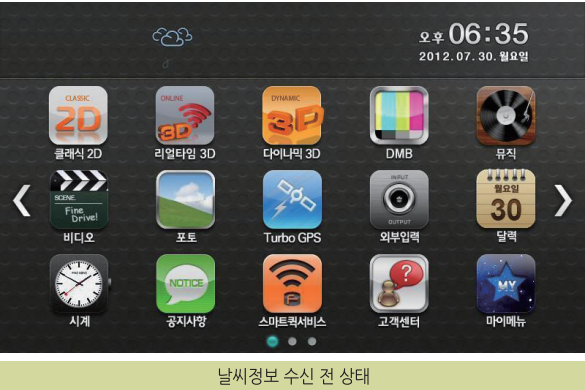 오후 06:35
2012.07.30. 월요일
CLASSIC
2D
ONLINE
3D
DYNAMIC
3D
클래식 2D
리얼타임 3D
다이나믹 3D
DMB
뮤직
SCENE
Fine
Drive!
INPUT
OUTPUT
월요일
30
비디오
포토
Turbo GPS
외부입력
달력
NOTICE
?
MY
시계
공지사항
스마트퀵서비스
고객센터
마이메뉴
날씨정보 수신 전 상태